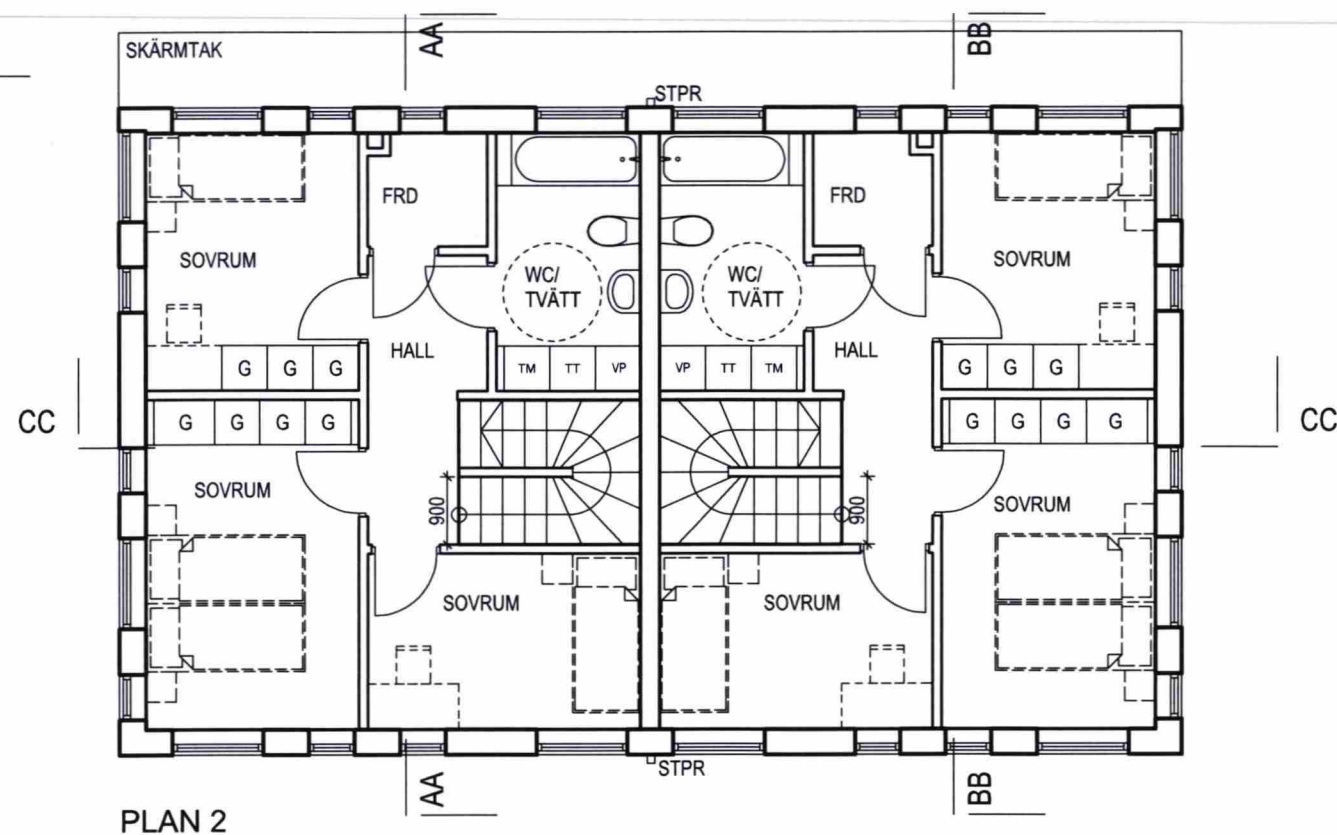 AA
BB
SKÄRMTAK
STPR
FRD
FRD
SOVRUM
WC/
TVÄTT
WC/
TVÄTT
SOVRUM
HALL
HALL
G G G
TM TT VP
VP TT TM
G G G
CC
G G G G
G G G G
CC
SOVRUM
900
900
SOVRUM
SOVRUM
SOVRUM
STPR
AA
BB
PLAN 2